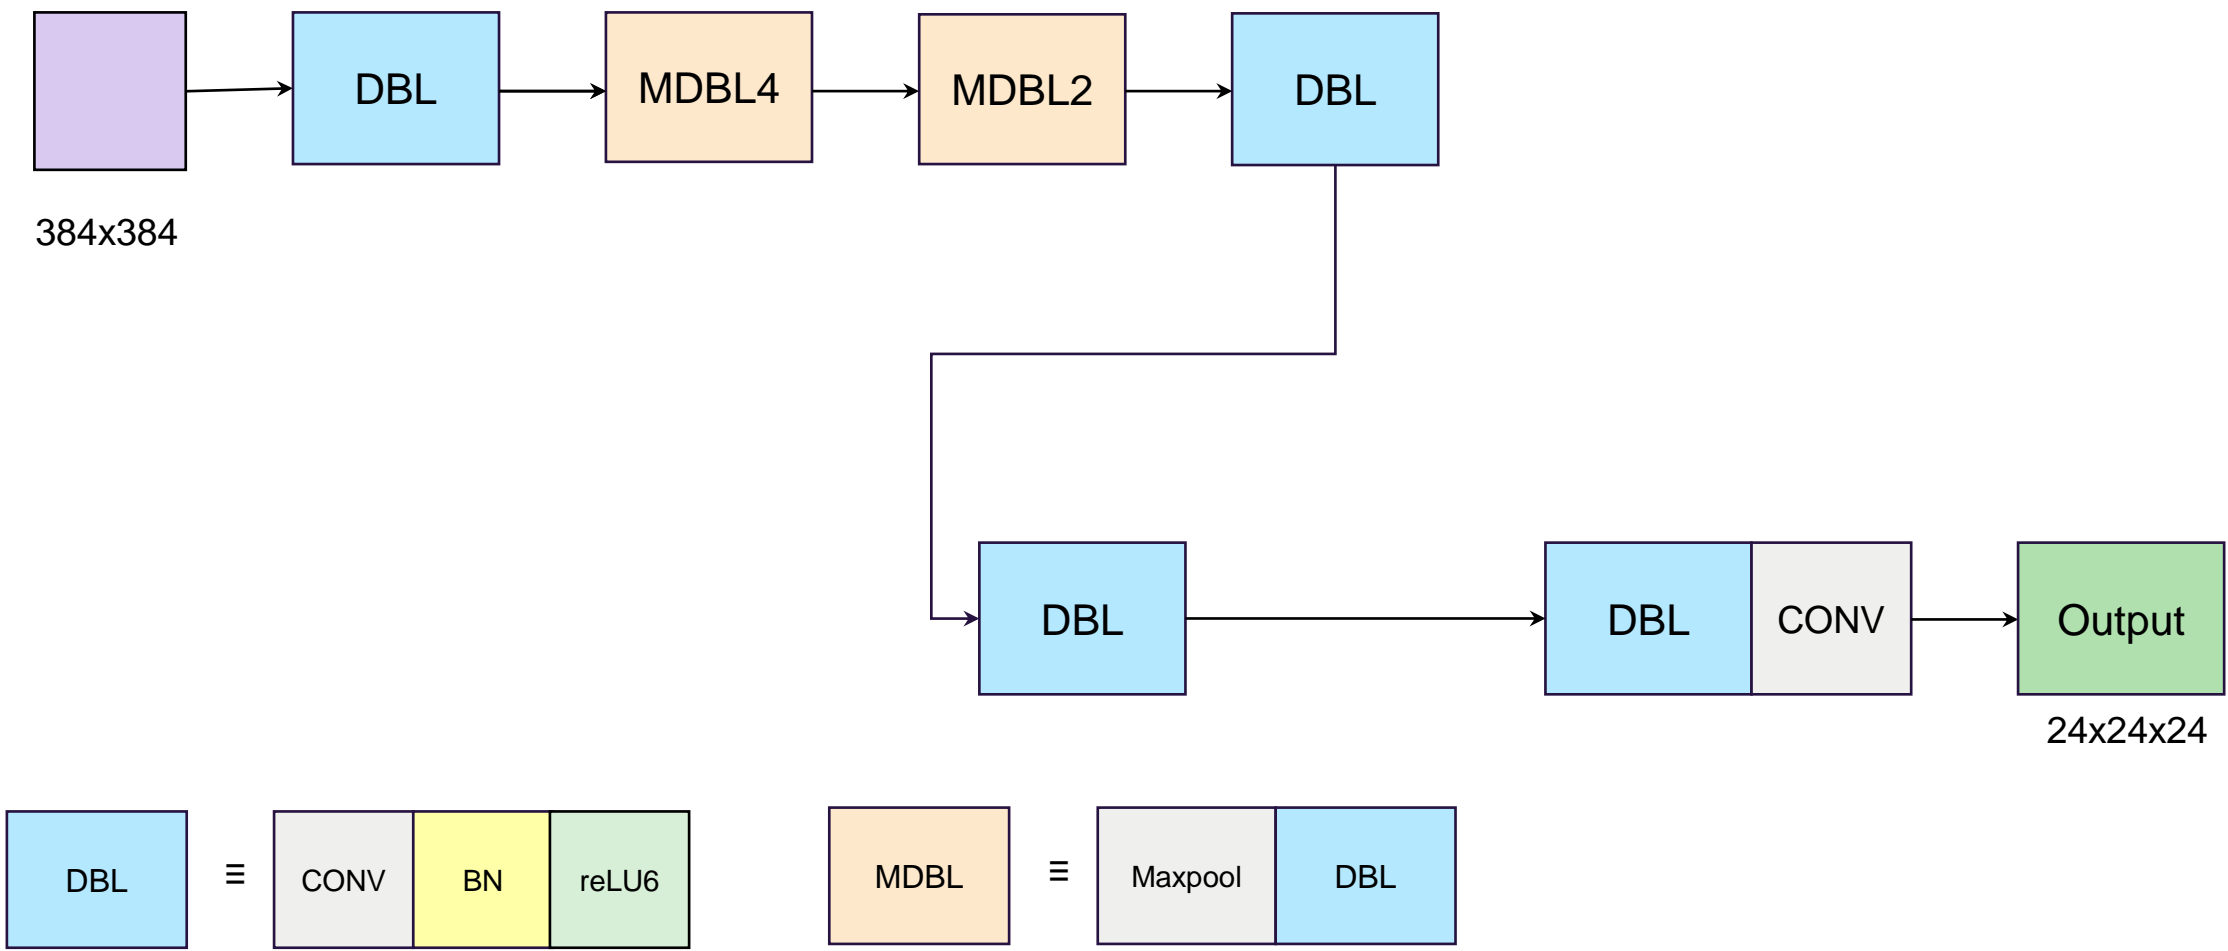 DBL
MDBL4
MDBL2
DBL
384x384
DBL
DBL
CONV
Output
24x24x24
DBL
≡
CONV
BN
reLU6
MDBL
≡
Maxpool
DBL